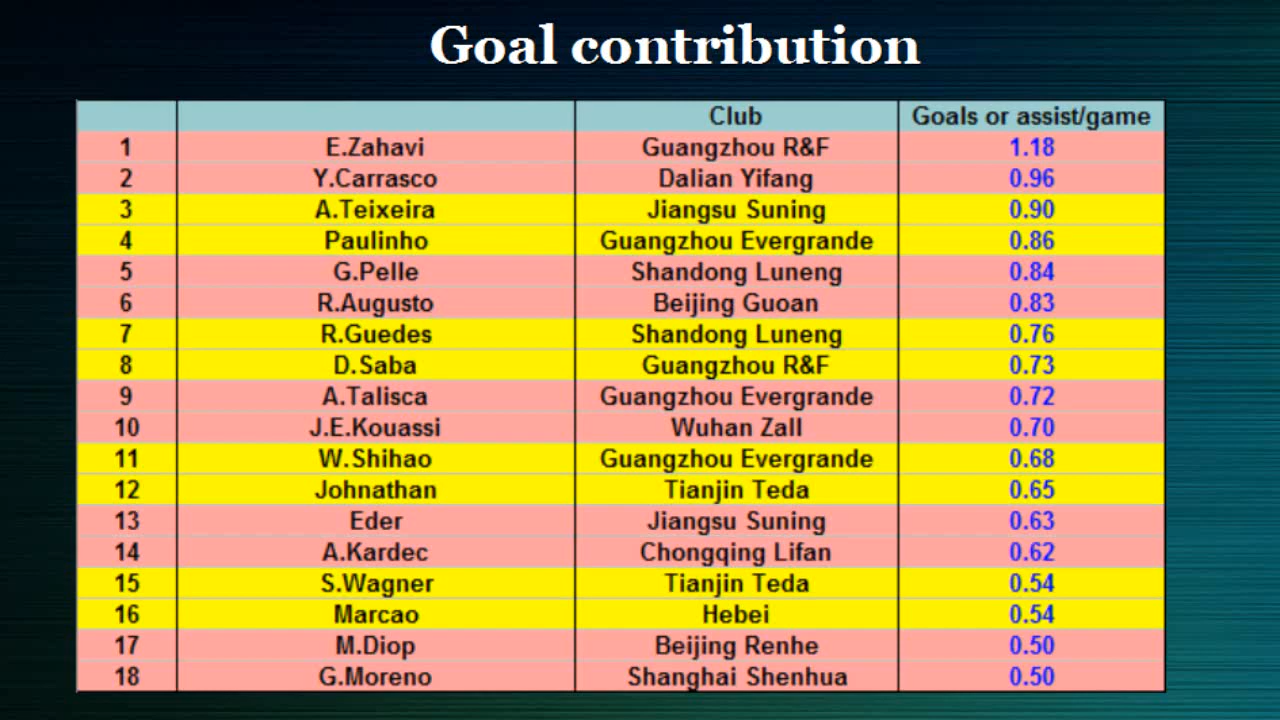 Goal contribution
Club Goals or assist/game
1 E.Zahavi Guangzhou R&F 1.18
2 Y.Carrasco Dalian Yifang 0.96
3 A.Teixeira Jiangsu Suning 0.90
4 Paulinho Guangzhou Evergrande 0.86
5 G.Pelle Shandong Luneng 0.84
6 R.Augusto Beijing Guoan 0.83
7 R.Guedes Shandong Luneng 0.76
8 D.Saba Guangzhou R&F 0.73
9 A.Talisca Guangzhou Evergrande 0.72
10 J.E.Kouassi Wuhan Zall 0.70
11 W.Shihao Guangzhou Evergrande 0.68
12 Johnathan Tianjin Teda 0.65
13 Eder Jiangsu Suning 0.63
14 A.Kardec Chongqing Lifan 0.62
15 S.Wagner Tianjin Teda 0.54
16 Marcao Hebei 0.54
17 M.Diop Beijing Renhe 0.50
18 G.Moreno Shanghai Shenhua 0.50